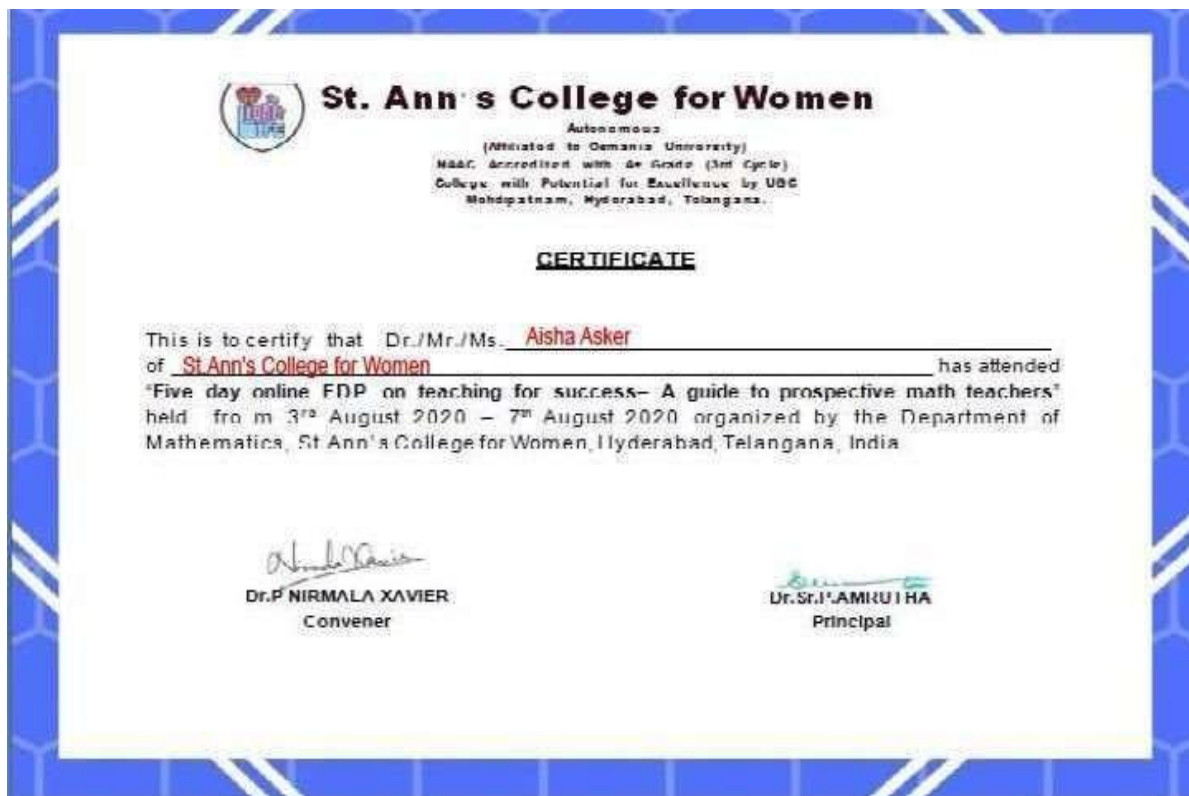 St. Ann's College for Women
Autonomous
(Affiliated to Osmania University)
NAAC Accredited with A+ Grade (3rd Cycle)
College with Potential for Excellence by UGC
Mehdipatnam, Hyderabad, Telangana.
CERTIFICATE
This is to certify that Dr./Mr./Ms. Aisha Asker
of St.Ann's College for Women has attended
"Five day online FDP on teaching for success– A guide to prospective math teachers"
held fro m 3rd August 2020 – 7th August 2020 organized by the Department of
Mathematics, St Ann's College for Women, Hyderabad, Telangana, India
Dr.P NIRMALA XAVIER
Convener
Dr.Sr.P.AMRUTHA
Principal